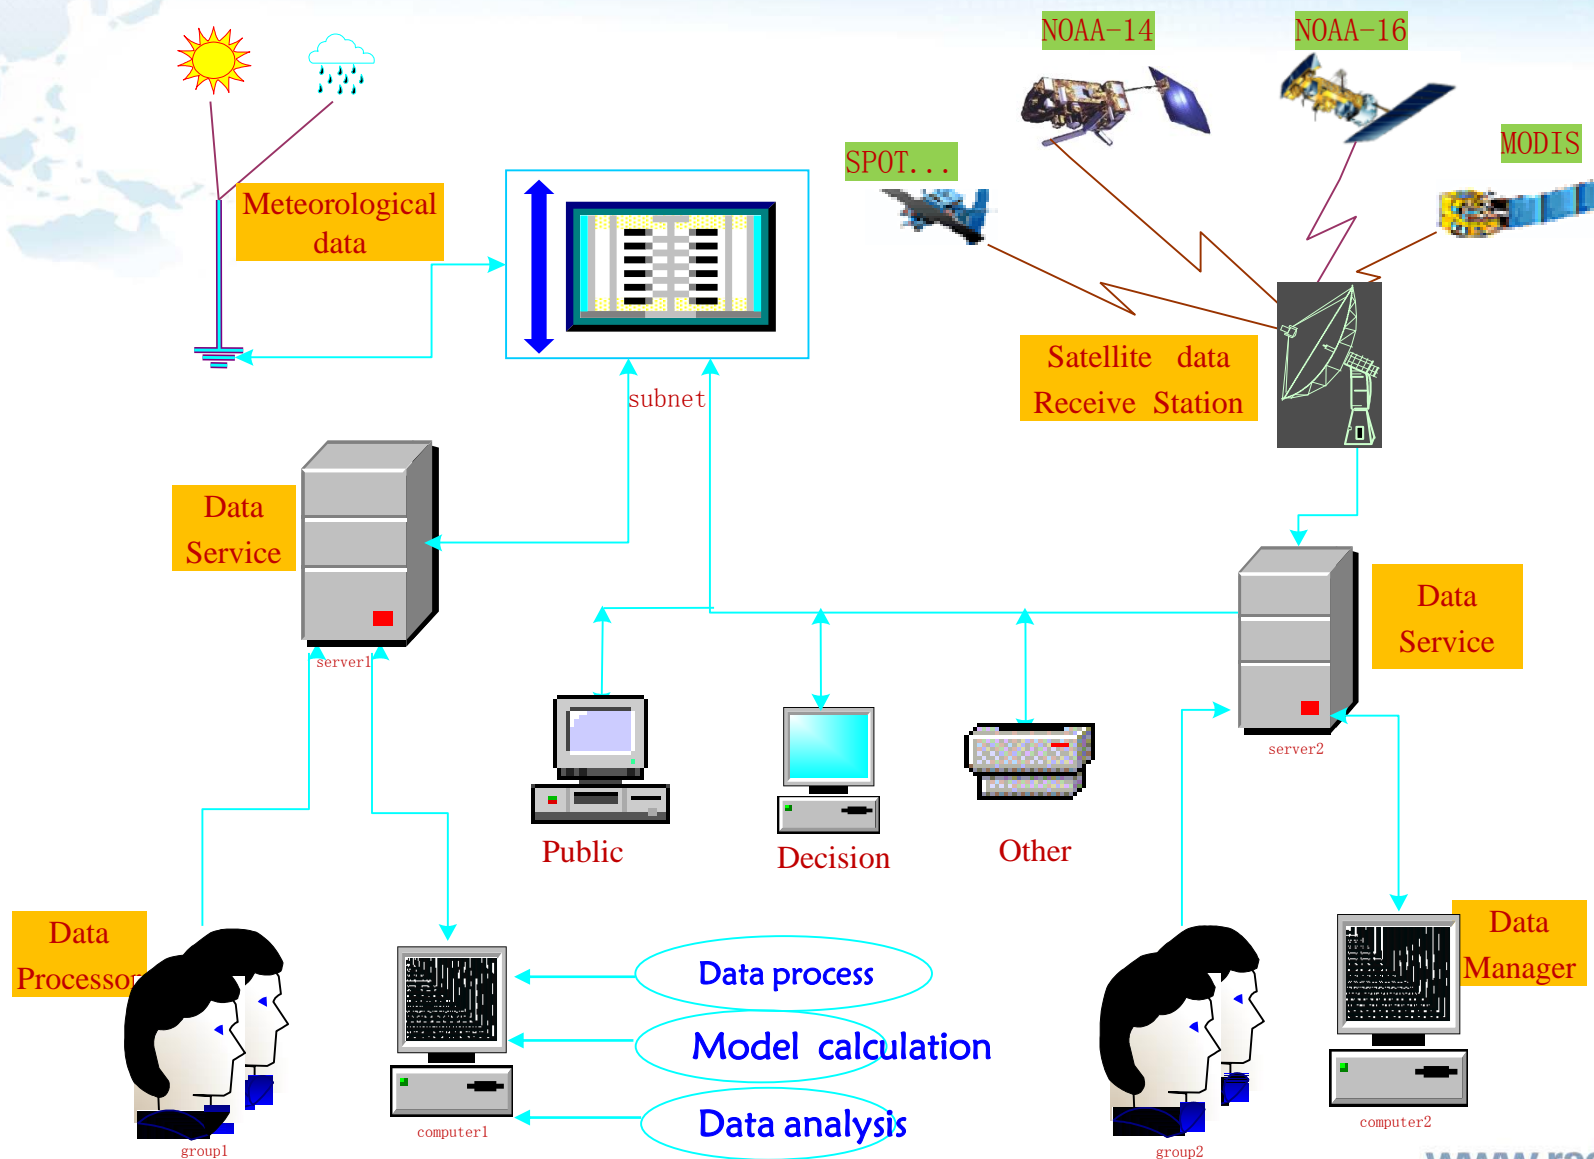 NOAA-14
NOAA-16
SPOT...
MODIS
Meteorological
data
subnet
Satellite data
Receive Station
Data
Service
server1
Data
Service
server2
Public
Decision
Other
Data
Processor
group1
computer1
Data process
Model calculation
Data analysis
group2
Data
Manager
computer2